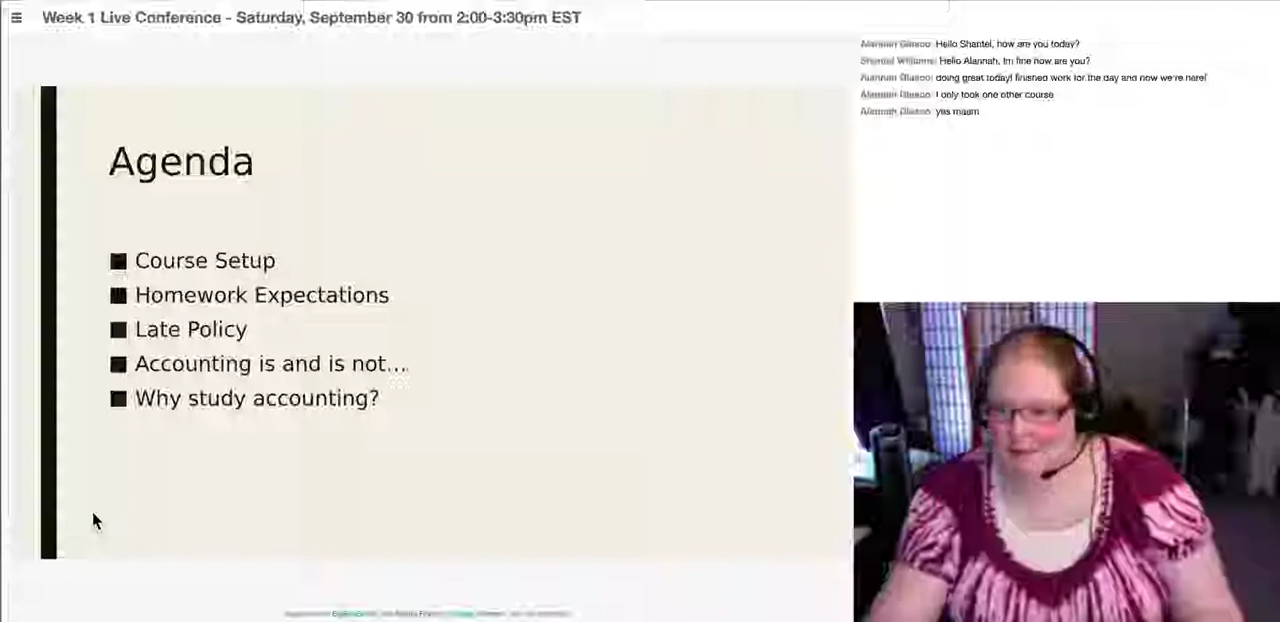 Week 1 Live Conference - Saturday, September 30 from 2:00-3:30pm EST
Agenda
Course Setup
Homework Expectations
Late Policy
Accounting is and is not...
Why study accounting?
Hello Shantel, how are you today?
Hello Alannah, Im fine how are you?
doing great today! finished work for the day and now we're here!
I only took one other course
yes maam